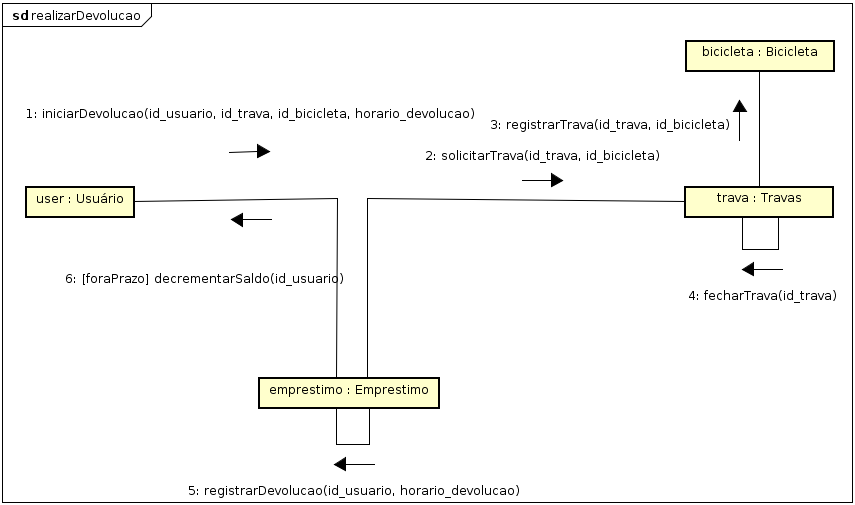 sd realizarDevolucao
bicicleta : Bicicleta
1: iniciarDevolucao(id_usuario, id_trava, id_bicicleta, horario_devolucao)
3: registrarTrava(id_trava, id_bicicleta)
2: solicitarTrava(id_trava, id_bicicleta)
user : Usuário
trava : Travas
6: [foraPrazo] decrementarSaldo(id_usuario)
4: fecharTrava(id_trava)
emprestimo : Emprestimo
5: registrarDevolucao(id_usuario, horario_devolucao)